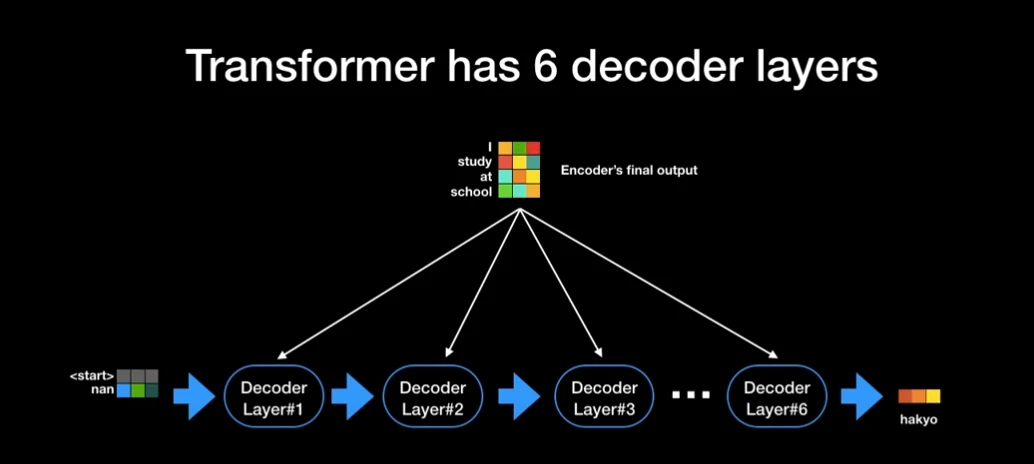 Transformer has 6 decoder layers
I
study
at
school
Encoder's final output
<start>
nan
Decoder
Layer#1
Decoder
Layer#2
Decoder
Layer#3
...
Decoder
Layer#6
hakyo